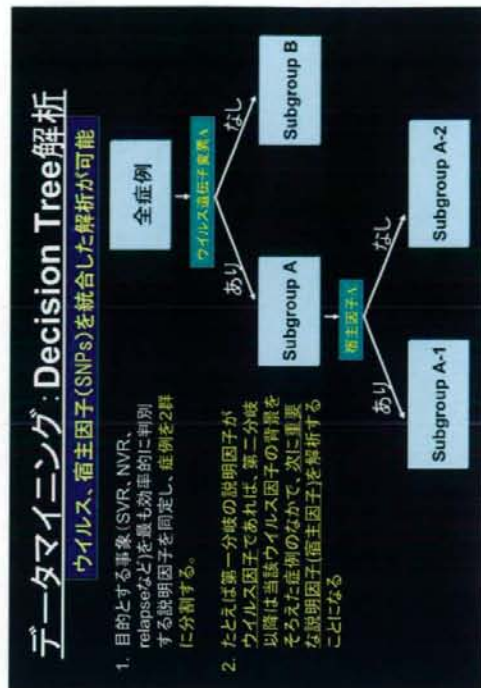 データマイニング:Decision Tree解析
ウイルス、宿主因子(SNPs)を統合した解析が可能
1. 目的とする事象(SVR、NVR、
relapseなど)を最も効率的に判別
する説明因子を同定し、症例を2群
に分割する。
2. たとえば第一分岐の説明因子が
ウイルス因子であれば、第二分岐
以降は当該ウイルス因子の背景を
そろえた症例のなかで、次に重要
な説明因子(宿主因子)を解析する
ことになる
全症例
ウイルス遺伝子変異A
あり
なし
Subgroup A
Subgroup B
宿主因子A
あり
なし
Subgroup A-1
Subgroup A-2